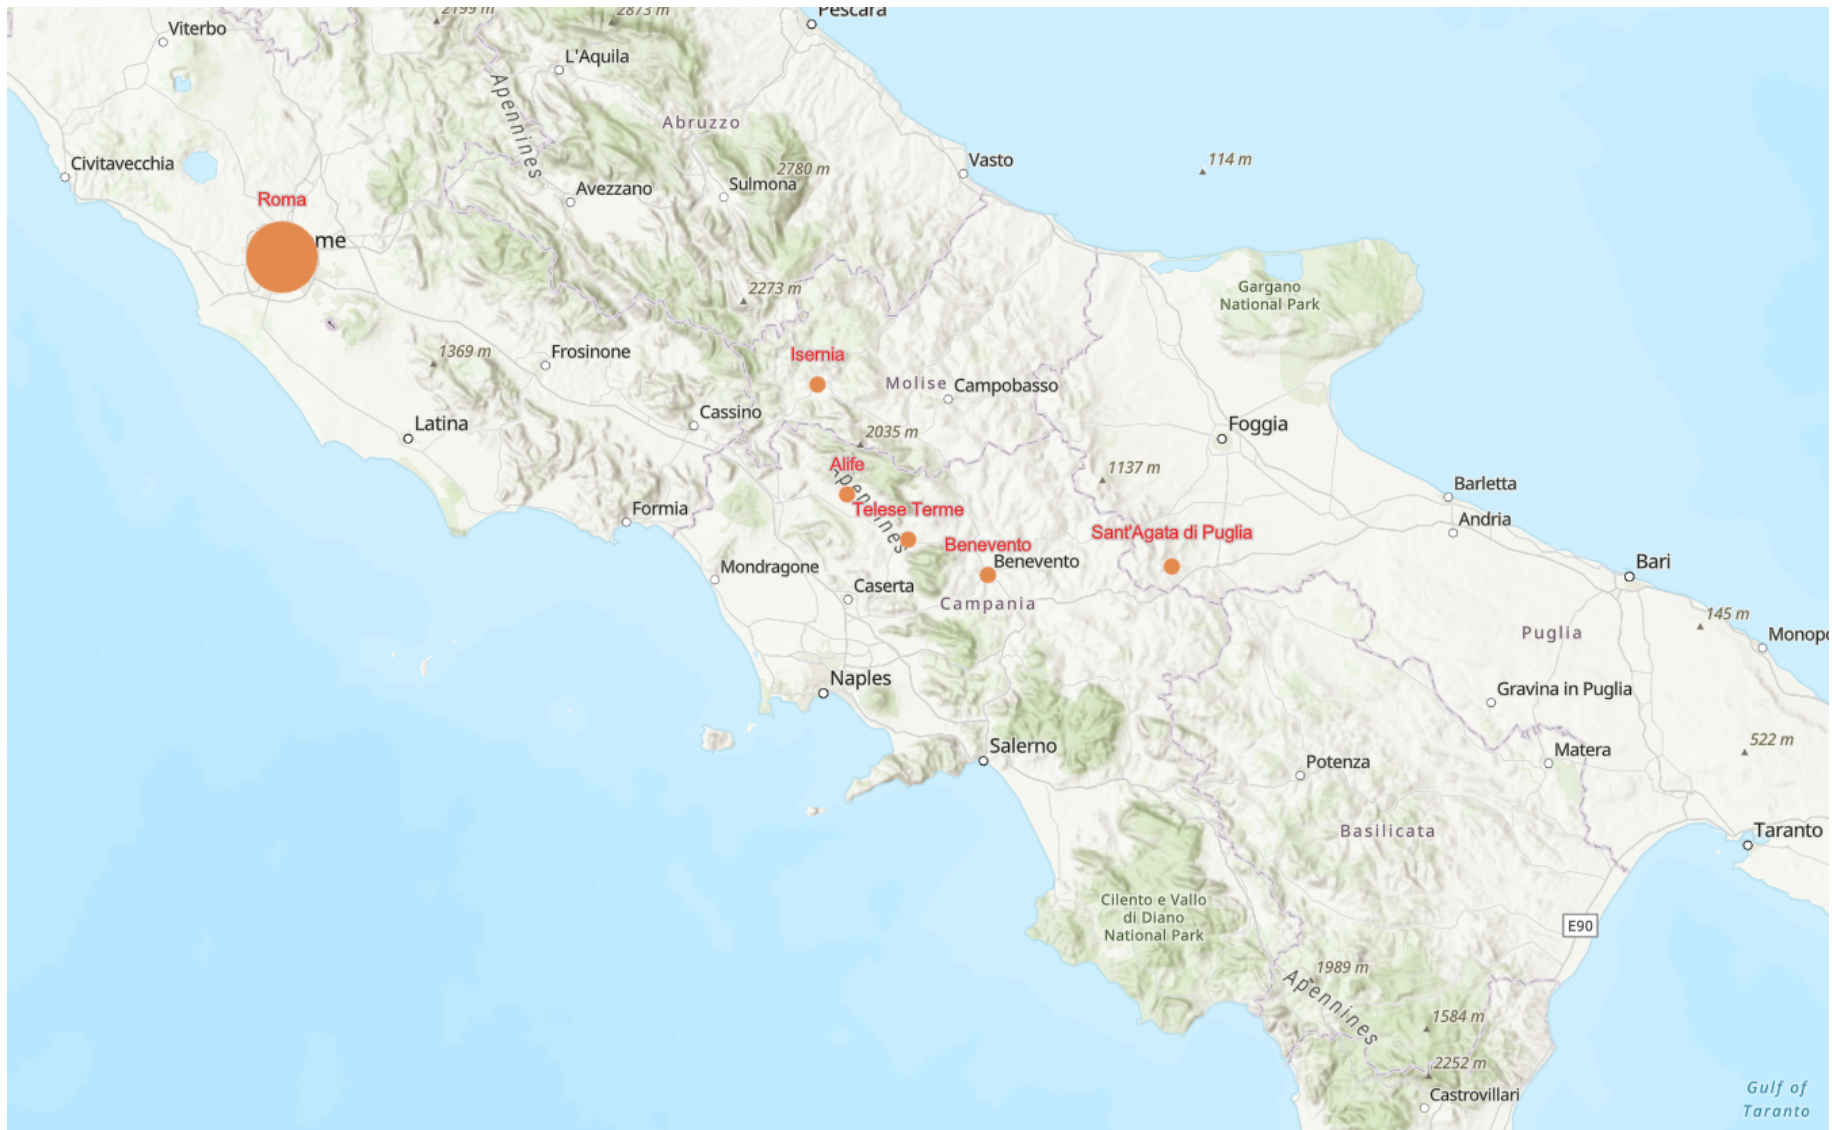 2199 m
2873 m
Pescara
Viterbo
L'Aquila
Apennines
Abruzzo
Civitavecchia
Vasto
114 m
2780 m
Sulmona
Avezzano
Roma
me
2273 m
Gargano
National Park
1369 m
Frosinone
Isernia
Molise
Campobasso
Cassino
Latina
2035 m
Foggia
Alife
Apennines
1137 m
Barletta
Formia
Telese Terme
Andria
Sant'Agata di Puglia
Benevento
Benevento
Mondragone
Bari
Caserta
Campania
145 m
Puglia
Monopo
Naples
Gravina in Puglia
Salerno
522 m
Matera
Potenza
Basilicata
Taranto
Cilento e Vallo
di Diano
National Park
E90
1989 m
Apennines
1584 m
2252 m
Castrovillari
Gulf of
Taranto